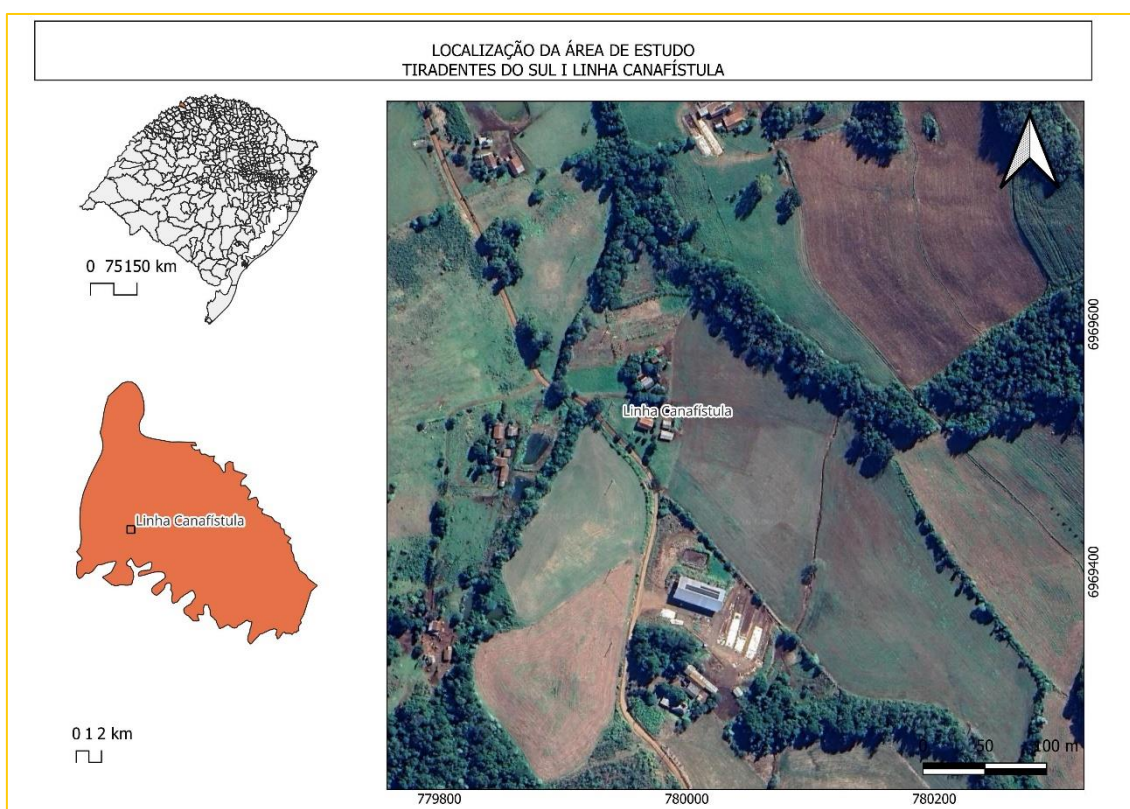 LOCALIZAÇÃO DA ÁREA DE ESTUDO
TIRADENTES DO SUL I LINHA CANAFÍSTULA
0 75150 km
6969600
Linha Canafístula
Linha Canafístula
6969400
0 1 2 km
0 50 100 m
779800 780000 780200